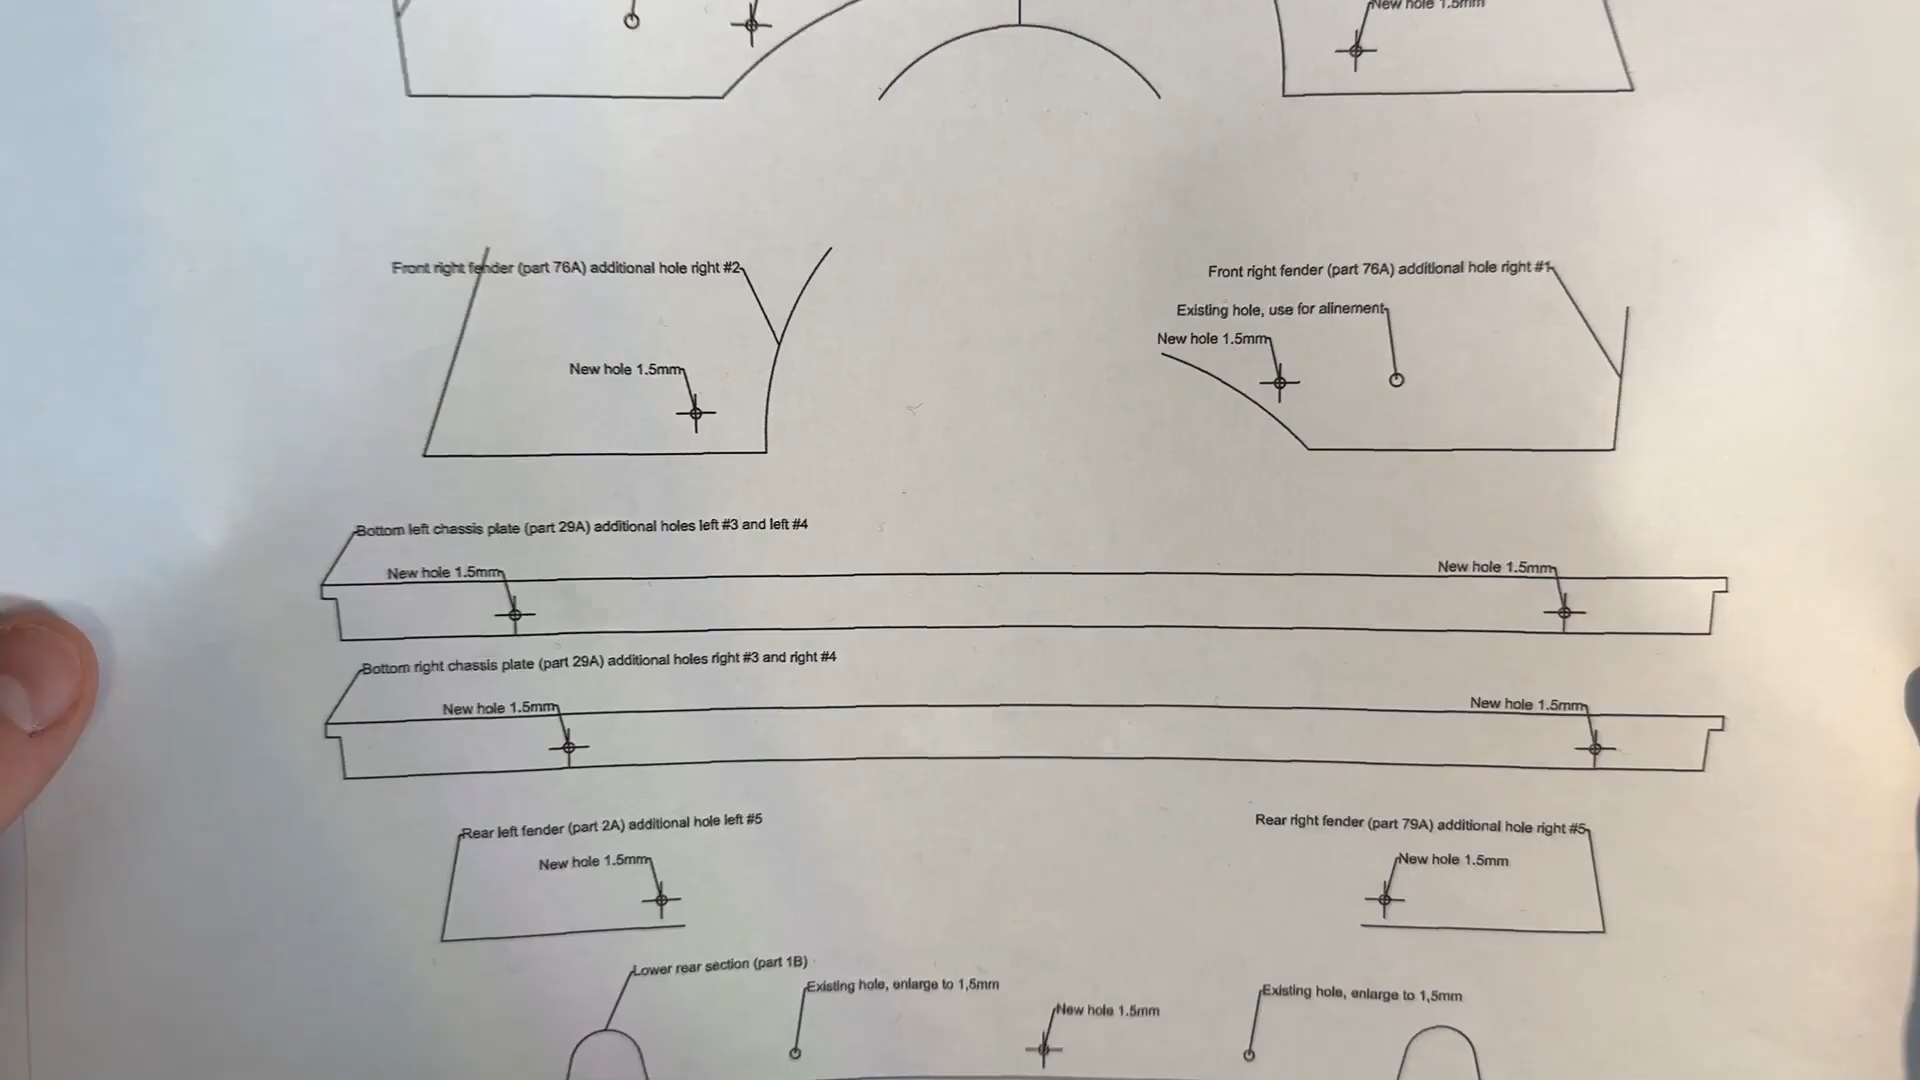 New hole 1.5mm
Front right fender (part 76A) additional hole right #2
Front right fender (part 76A) additional hole right #1
Existing hole, use for alinement
New hole 1.5mm
New hole 1.5mm
Bottom left chassis plate (part 29A) additional holes left #3 and left #4
New hole 1.5mm
New hole 1.5mm
Bottom right chassis plate (part 29A) additional holes right #3 and right #4
New hole 1.5mm
New hole 1.5mm
Rear left fender (part 2A) additional hole left #5
Rear right fender (part 79A) additional hole right #5
New hole 1.5mm
New hole 1.5mm
Lower rear section (part 1B)
Existing hole, enlarge to 1,5mm
Existing hole, enlarge to 1,5mm
New hole 1.5mm